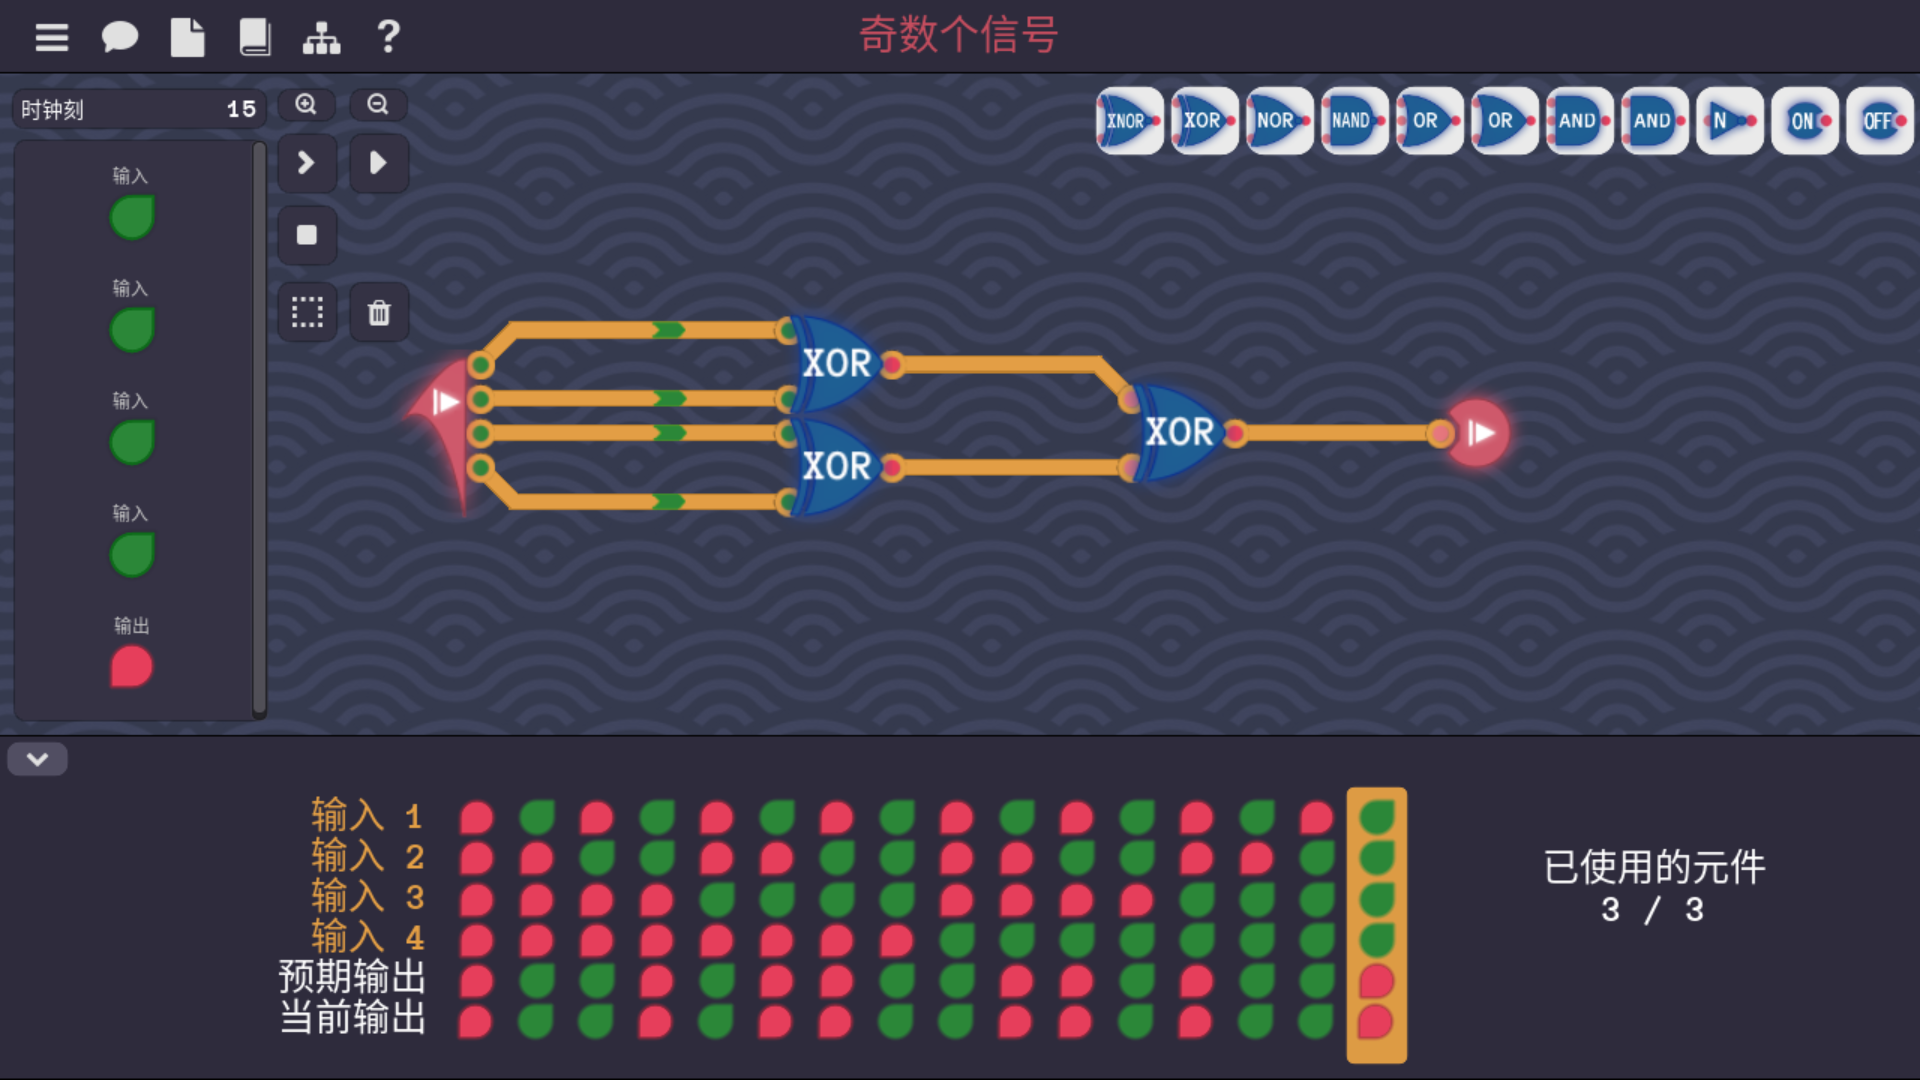 奇数个信号
时钟刻 15
XNOR XOR NOR NAND OR OR AND AND N ON OFF
输入
输入
输入
输入
输出
XOR
XOR
XOR
输入 1
输入 2
输入 3
输入 4
预期输出
当前输出
已使用的元件
3 / 3